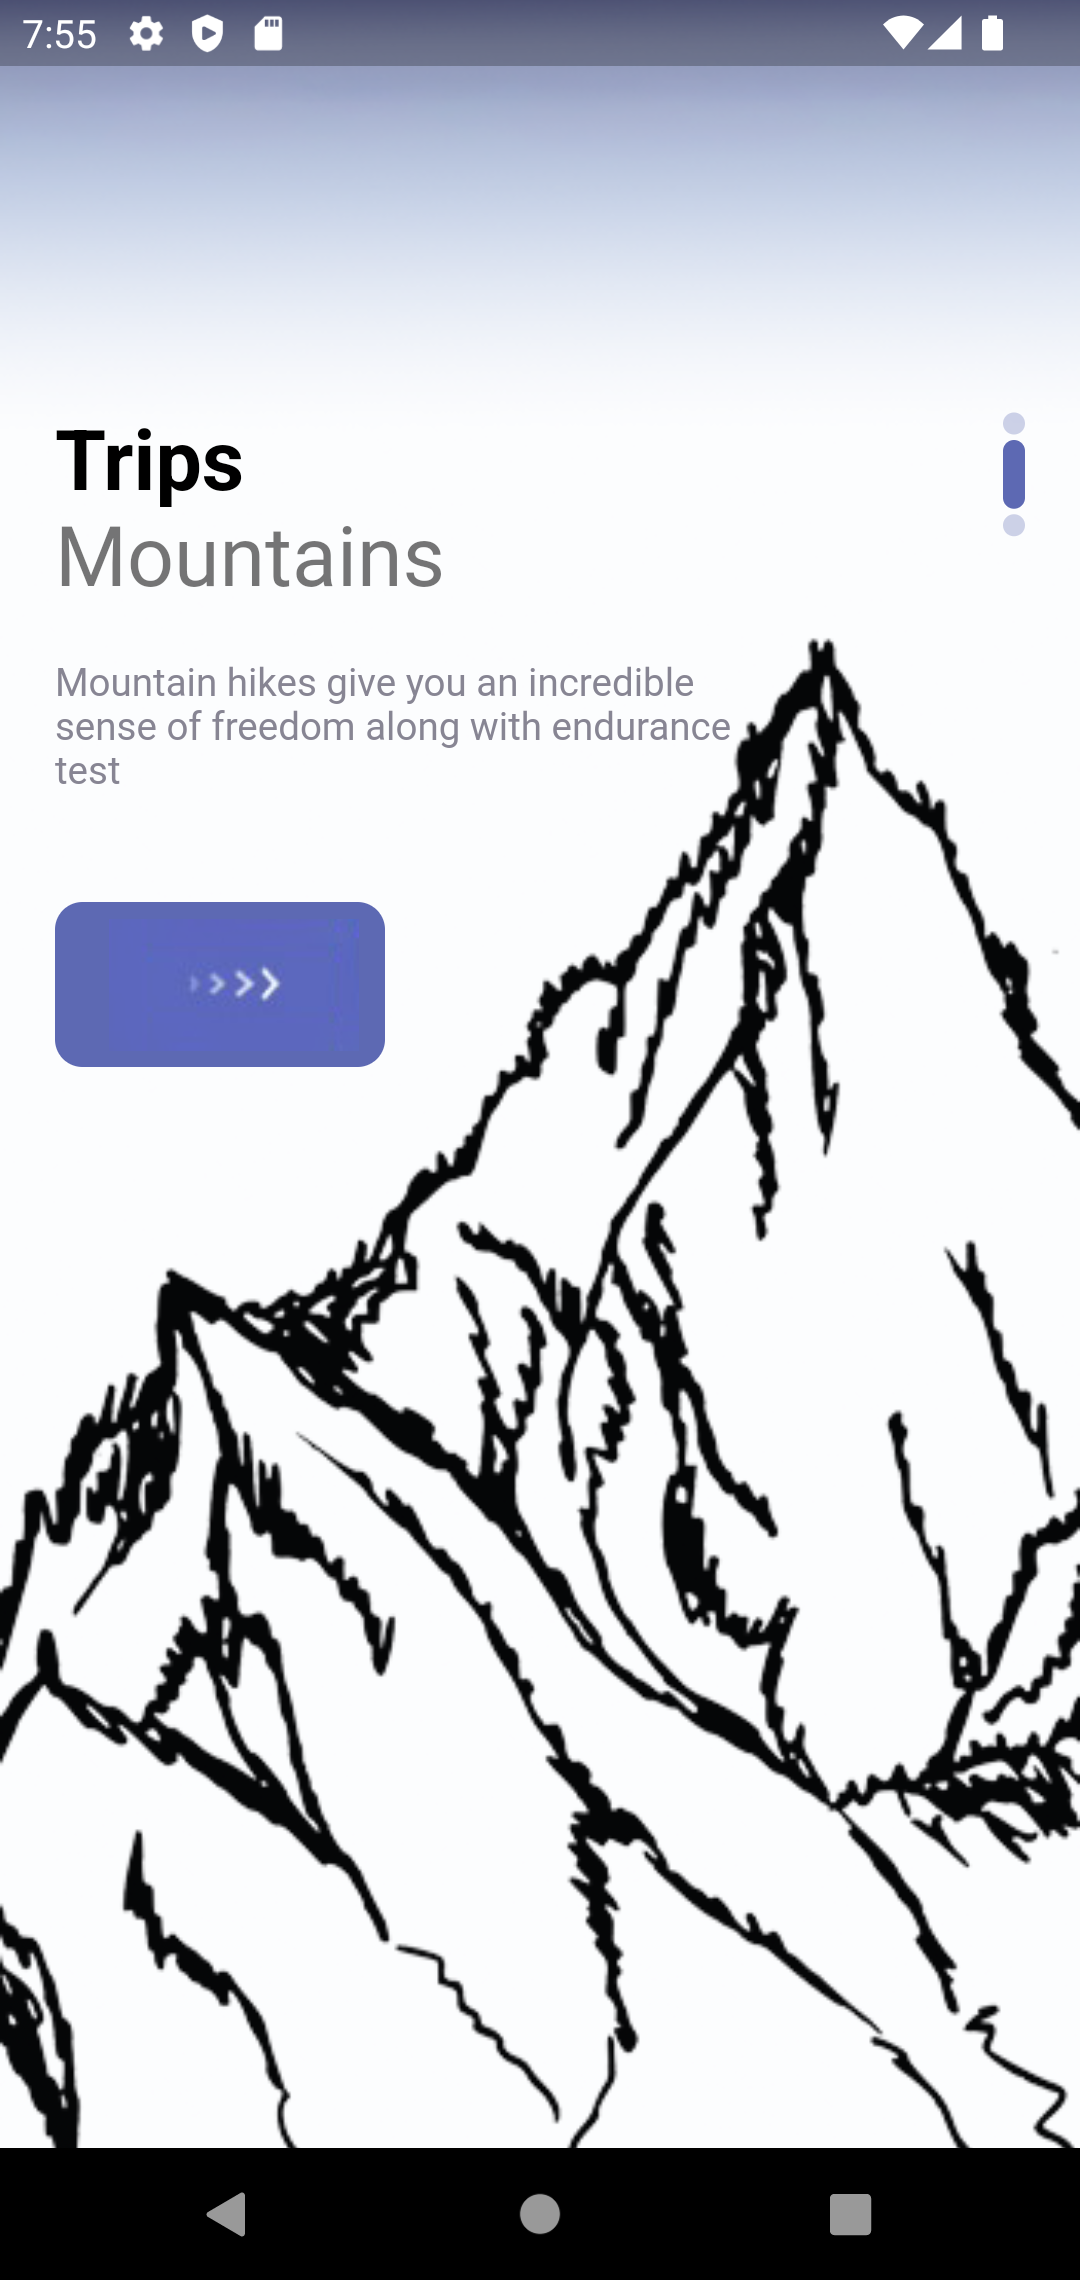 7:55
Trips
Mountains
Mountain hikes give you an incredible
sense of freedom along with endurance
test